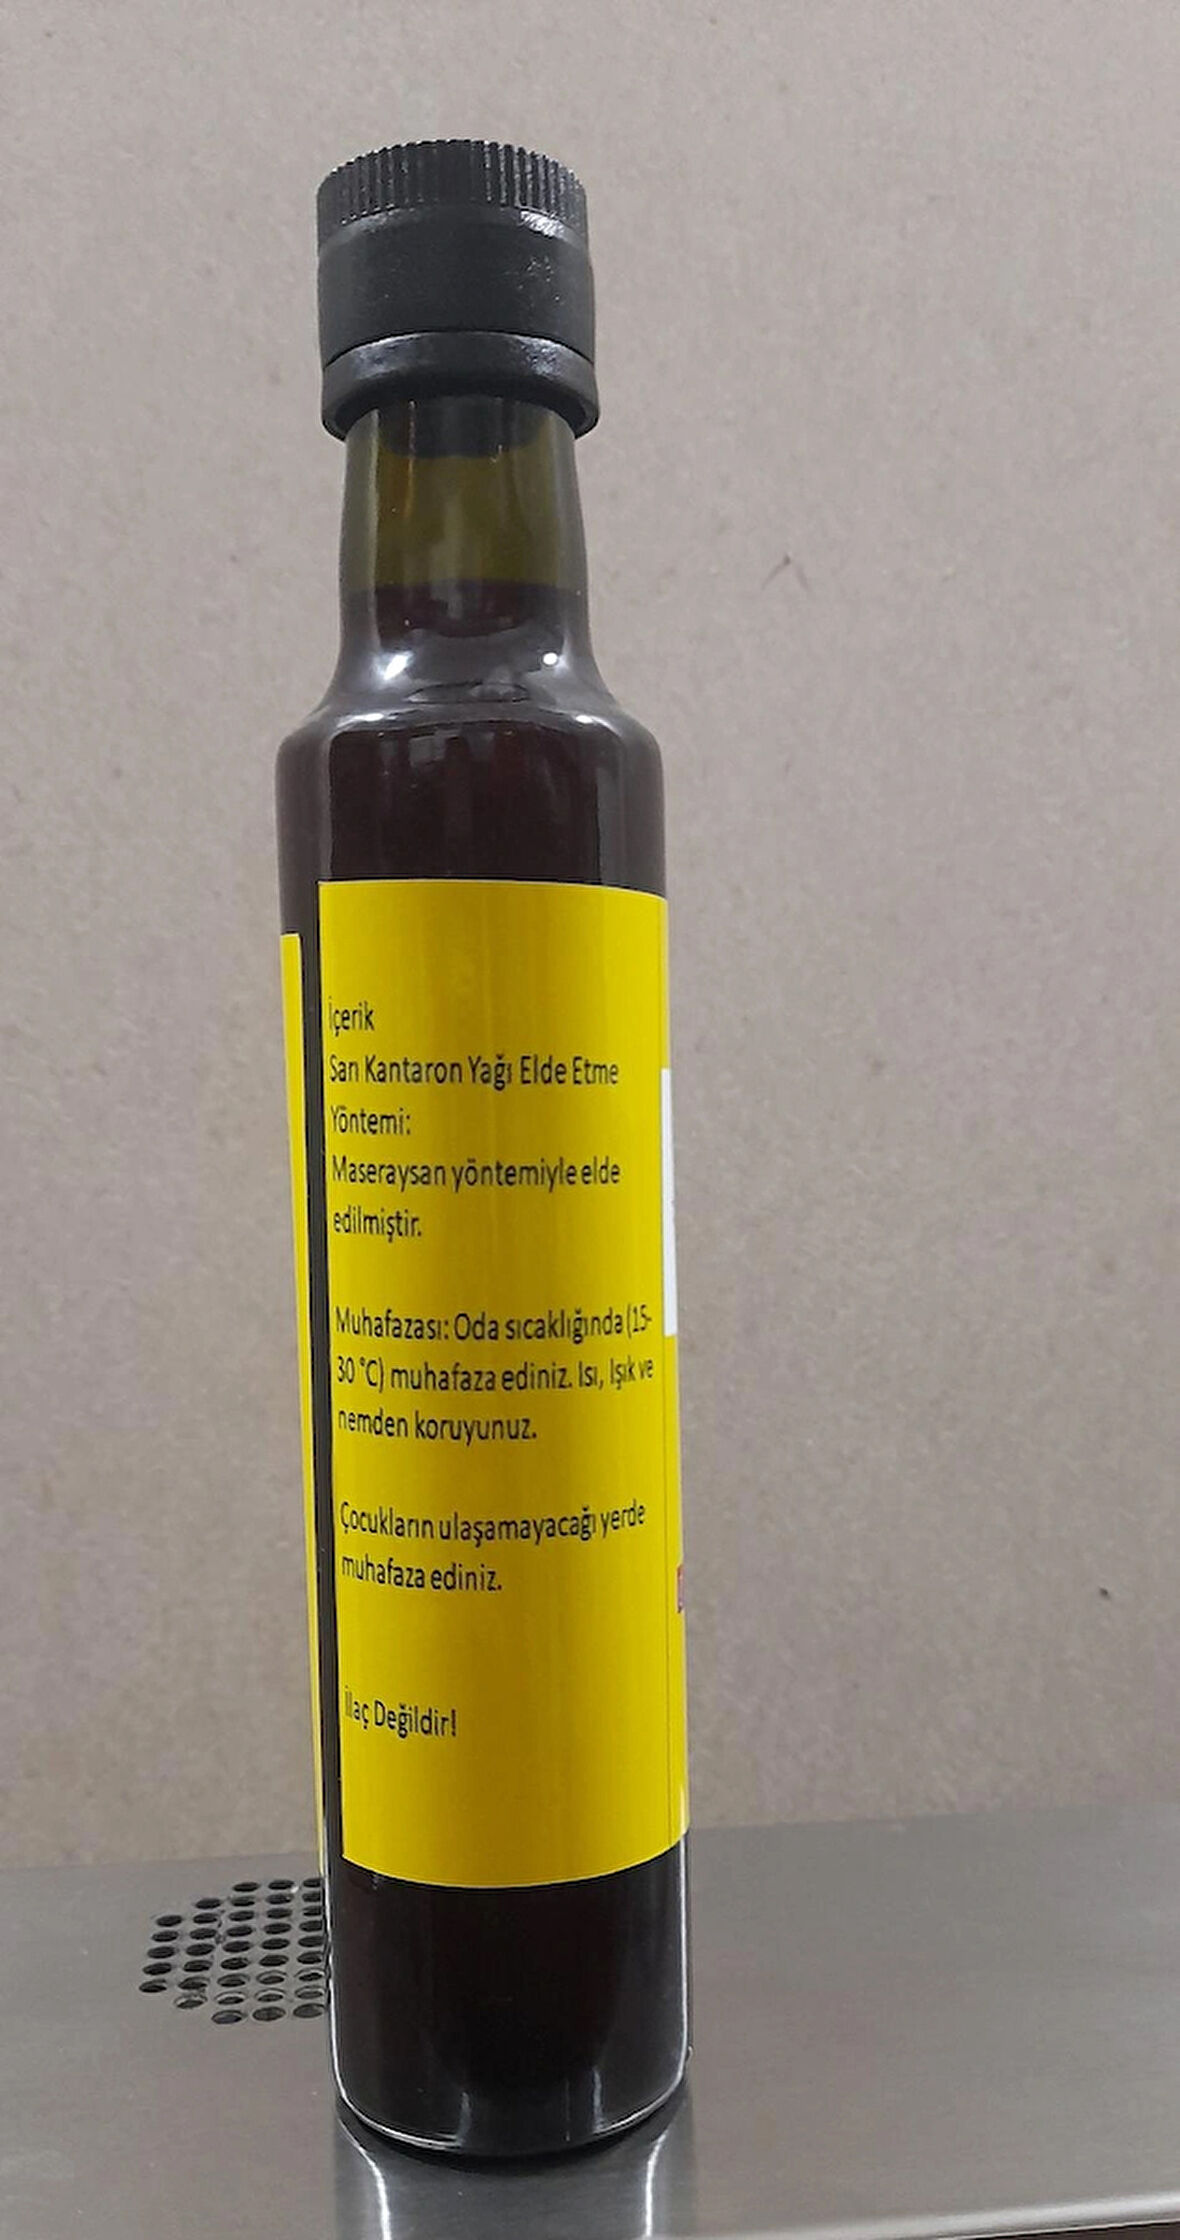 İçerik
Sarı Kantaron Yağı Elde Etme
Yöntemi:
Maseraysan yöntemiyle elde
edilmiştir.
Muhafazası: Oda sıcaklığında (15-
30 °C) muhafaza ediniz. Isı, Işık ve
nemden koruyunuz.
Çocukların ulaşamayacağı yerde
muhafaza ediniz.
İlaç Değildir!